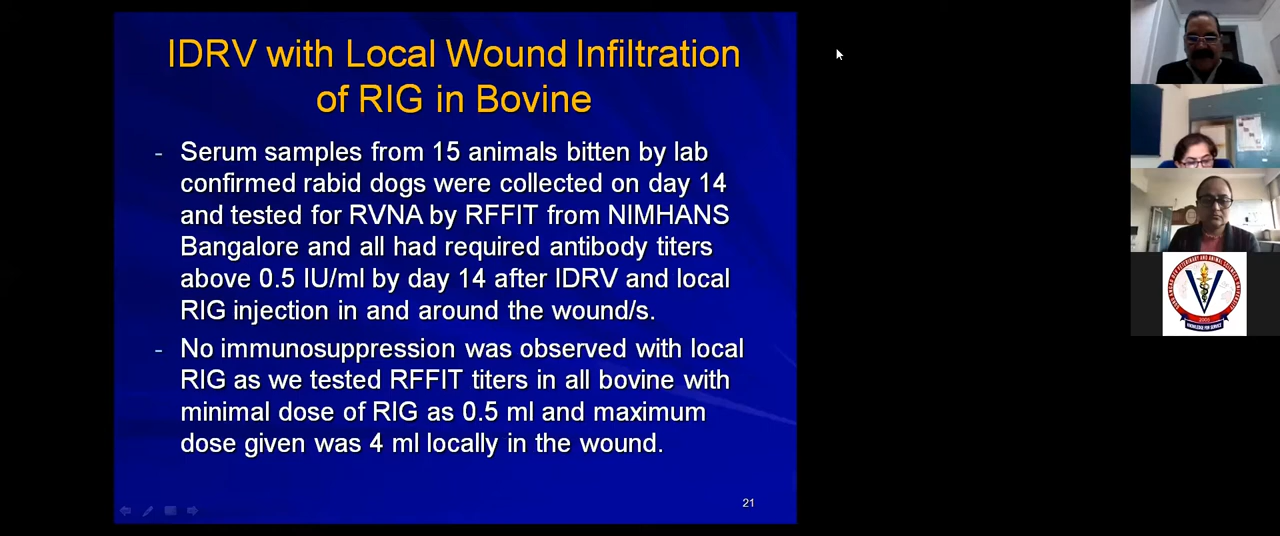 IDRV with Local Wound Infiltration
of RIG in Bovine
- Serum samples from 15 animals bitten by lab
confirmed rabid dogs were collected on day 14
and tested for RVNA by RFFIT from NIMHANS
Bangalore and all had required antibody titers
above 0.5 IU/ml by day 14 after IDRV and local
RIG injection in and around the wound/s.
- No immunosuppression was observed with local
RIG as we tested RFFIT titers in all bovine with
minimal dose of RIG as 0.5 ml and maximum
dose given was 4 ml locally in the wound.
21